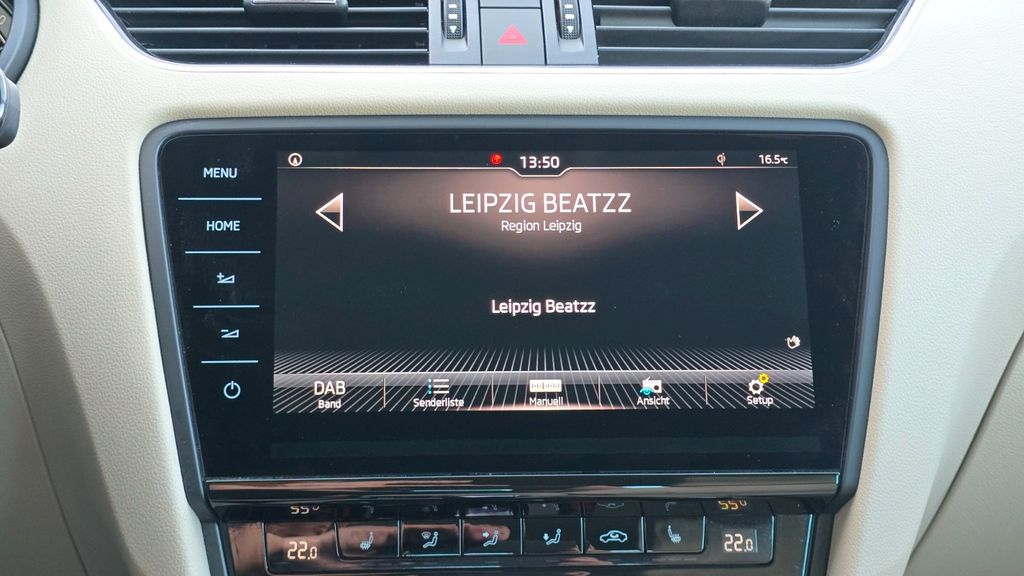 13:50
16.5°C
MENU
LEIPZIG BEATZZ
Region Leipzig
HOME
Leipzig Beatzz
DAB
Band
Senderliste
Manuell
Ansicht
Setup
22.0
22.0